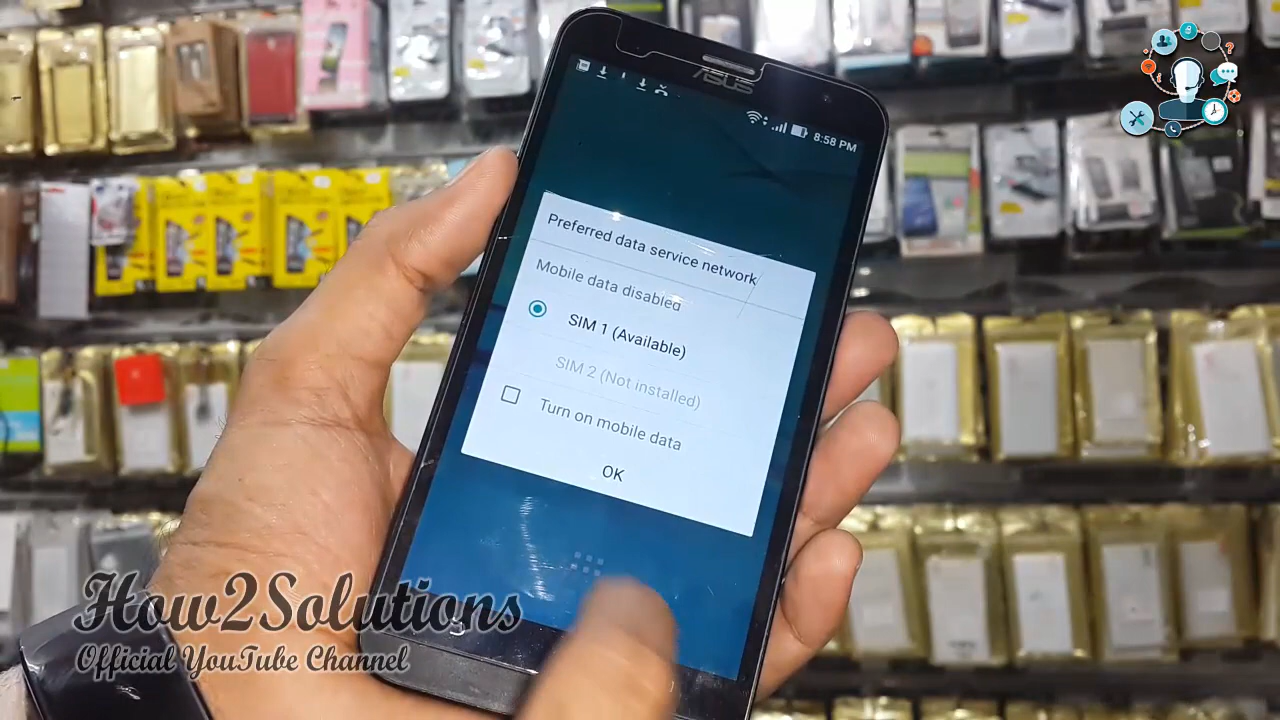 ASUS
8:58 PM
Preferred data service network
Mobile data disabled
SIM 1 (Available)
SIM 2 (Not installed)
Turn on mobile data
OK
How2Solutions
Official YouTube Channel